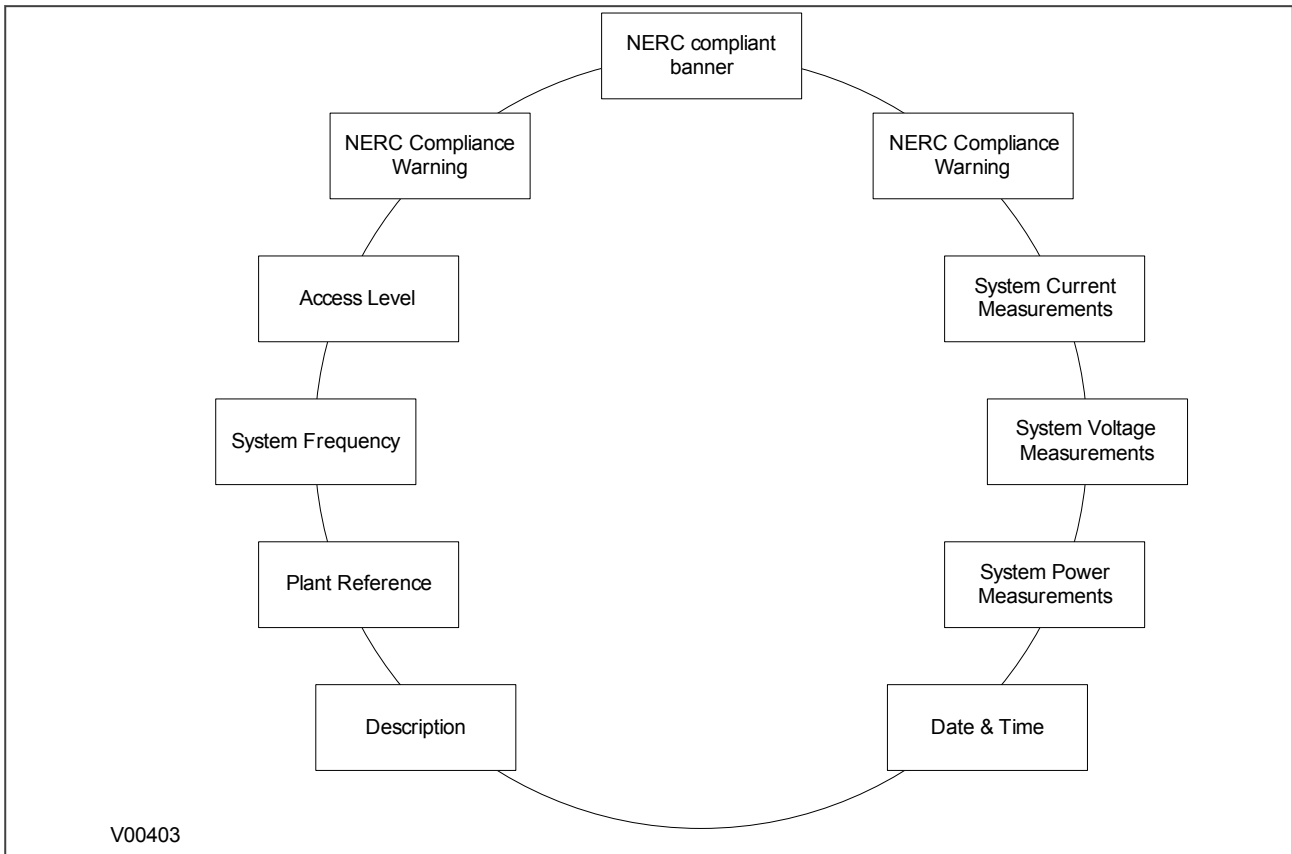 NERC compliant
banner
NERC Compliance
Warning
NERC Compliance
Warning
Access Level
System Current
Measurements
System Frequency
System Voltage
Measurements
Plant Reference
System Power
Measurements
Description
Date & Time
V00403